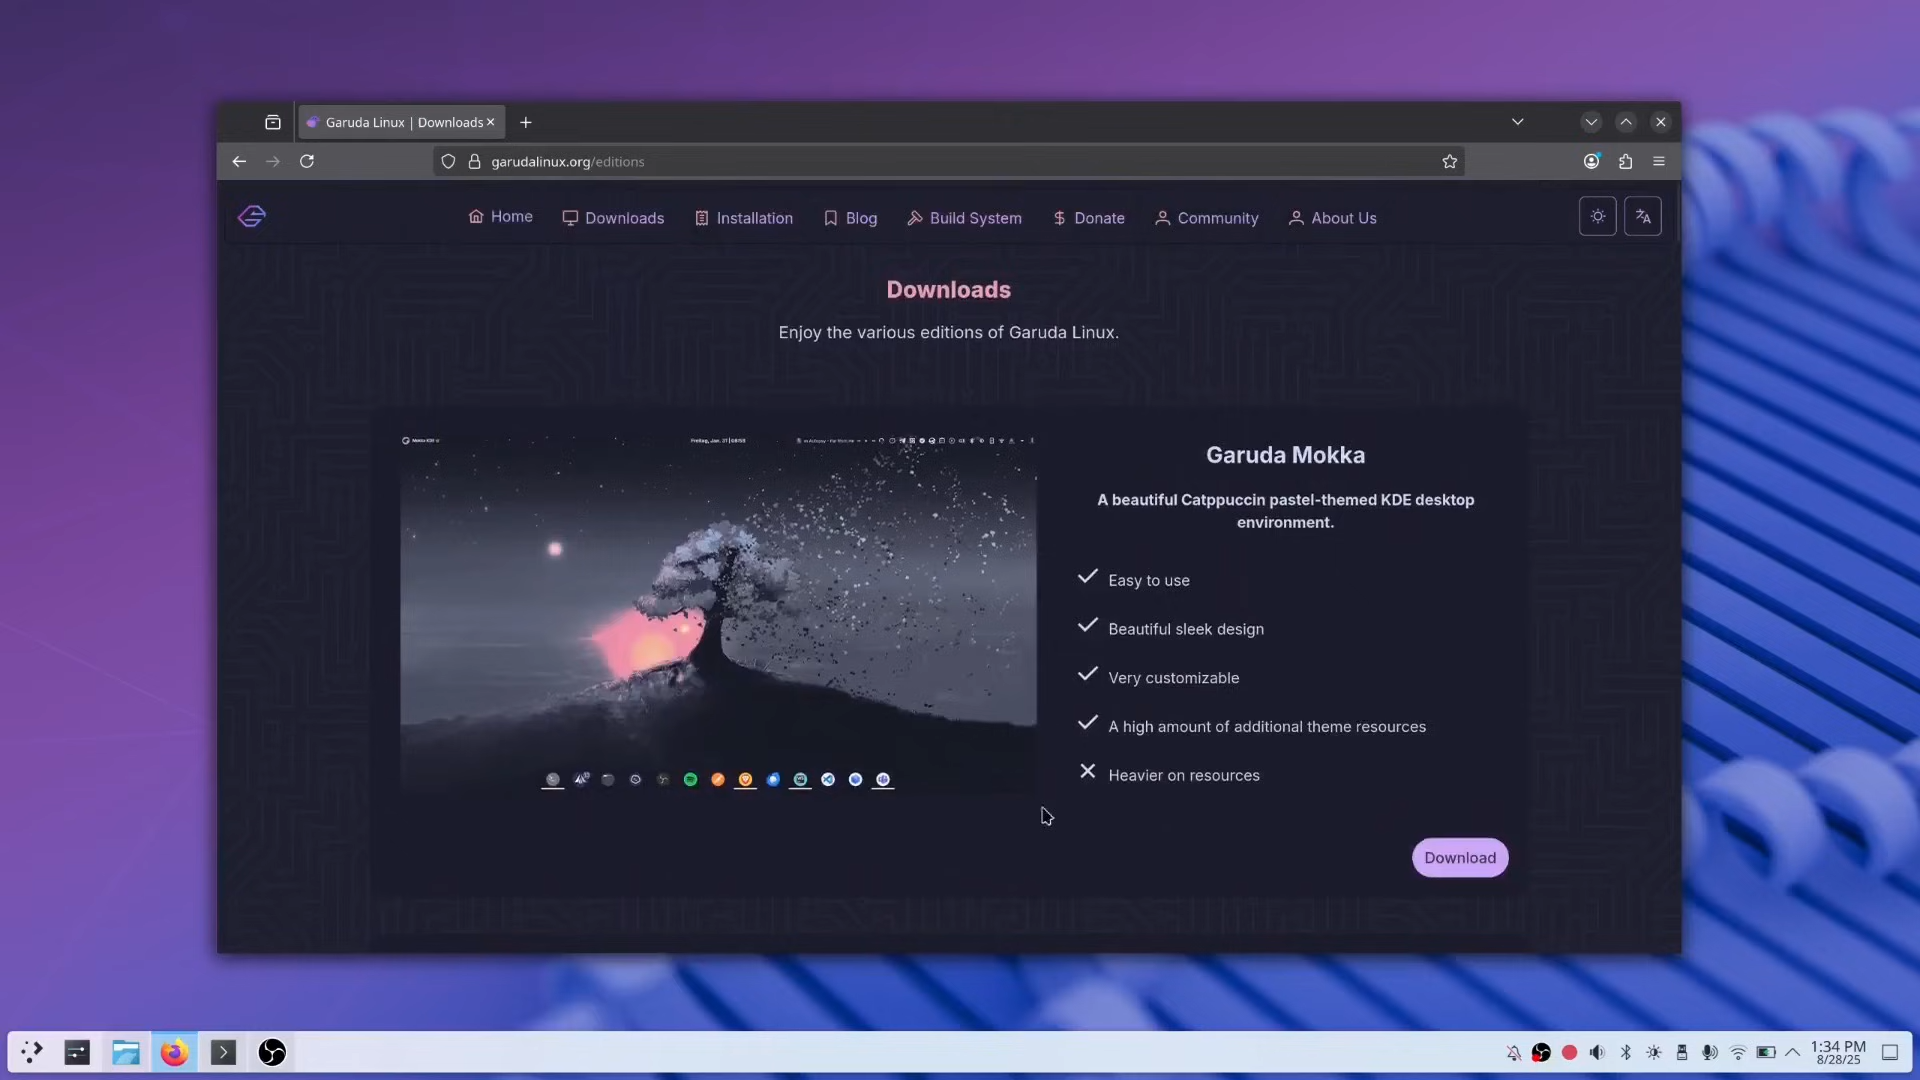 Garuda Linux | Downloads
garudalinux.org/editions
Home
Downloads
Installation
Blog
Build System
Donate
Community
About Us
Downloads
Enjoy the various editions of Garuda Linux.
Garuda Mokka
A beautiful Catppuccin pastel-themed KDE desktop
environment.
Easy to use
Beautiful sleek design
Very customizable
A high amount of additional theme resources
Heavier on resources
Download
1:34 PM
8/28/25